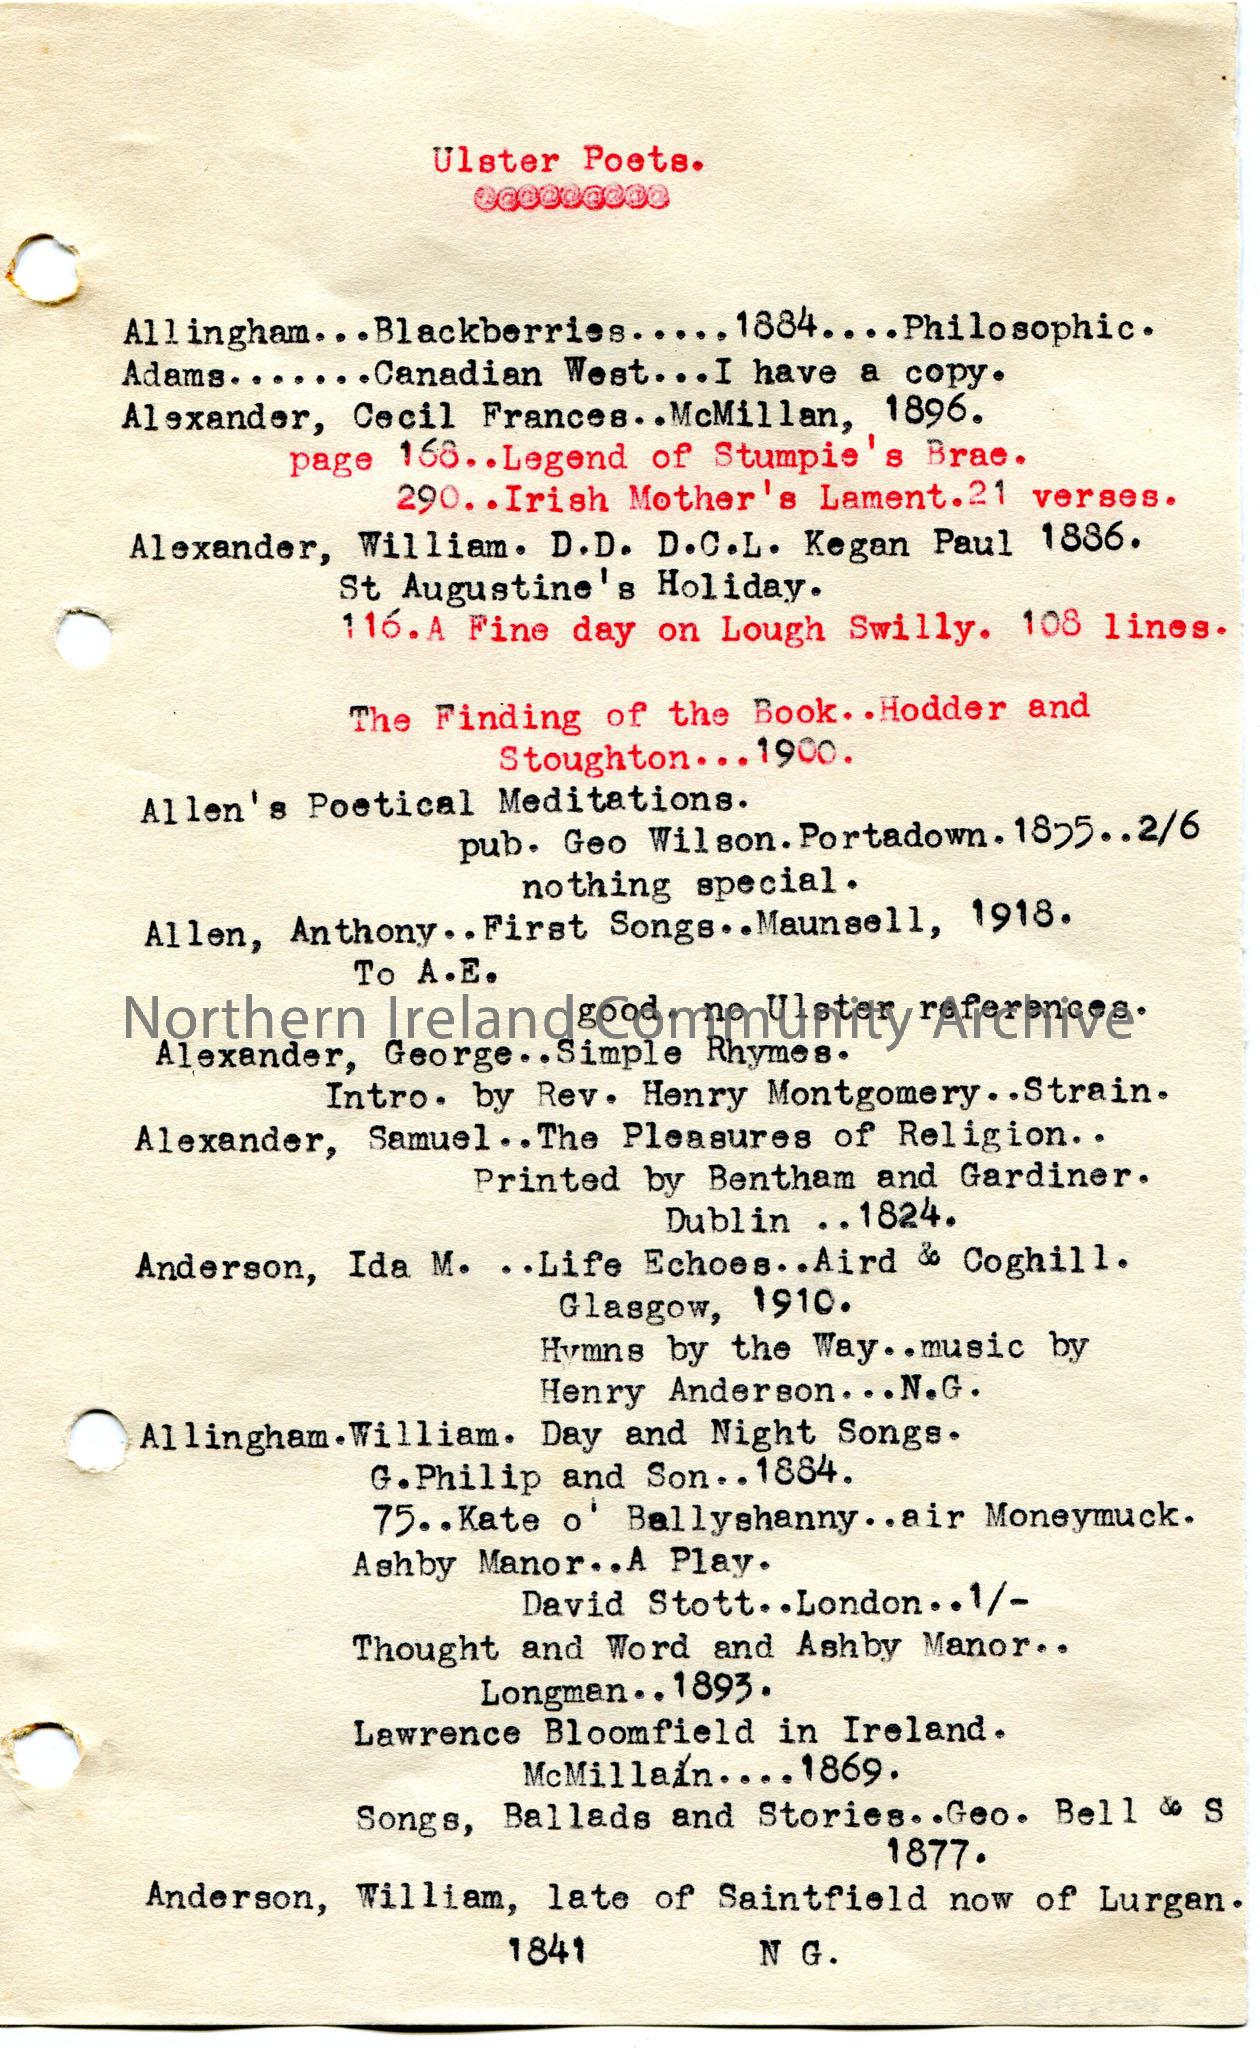 Ulster Poets.
@@@@@@@@@
Allingham...Blackberries.....1884....Philosophic.
Adams.......Canadian West...I have a copy.
Alexander, Cecil Frances..McMillan, 1896.
page 168..Legend of Stumpie's Brae.
290..Irish Mother's Lament.21 verses.
Alexander, William. D.D. D.C.L. Kegan Paul 1886.
St Augustine's Holiday.
116.A Fine day on Lough Swilly. 108 lines.
The Finding of the Book..Hodder and
Stoughton...1900.
Allen's Poetical Meditations.
pub. Geo Wilson.Portadown.1855..2/6
nothing special.
Allen, Anthony..First Songs..Maunsell, 1918.
To A.E.
good. no Ulster references.
Northern Ireland Community Archive
Alexander, George..Simple Rhymes.
Intro. by Rev. Henry Montgomery..Strain.
Alexander, Samuel..The Pleasures of Religion..
Printed by Bentham and Gardiner.
Dublin ..1824.
Anderson, Ida M. ..Life Echoes..Aird & Coghill.
Glasgow, 1910.
Hymns by the Way..music by
Henry Anderson...N.G.
Allingham.William. Day and Night Songs.
G.Philip and Son..1884.
75..Kate o' Ballyshanny..air Moneymuck.
Ashby Manor..A Play.
David Stott..London..1/-
Thought and Word and Ashby Manor..
Longman..1893.
Lawrence Bloomfield in Ireland.
McMillain....1869.
Songs, Ballads and Stories..Geo. Bell & S
1877.
Anderson, William, late of Saintfield now of Lurgan.
1841 N G.